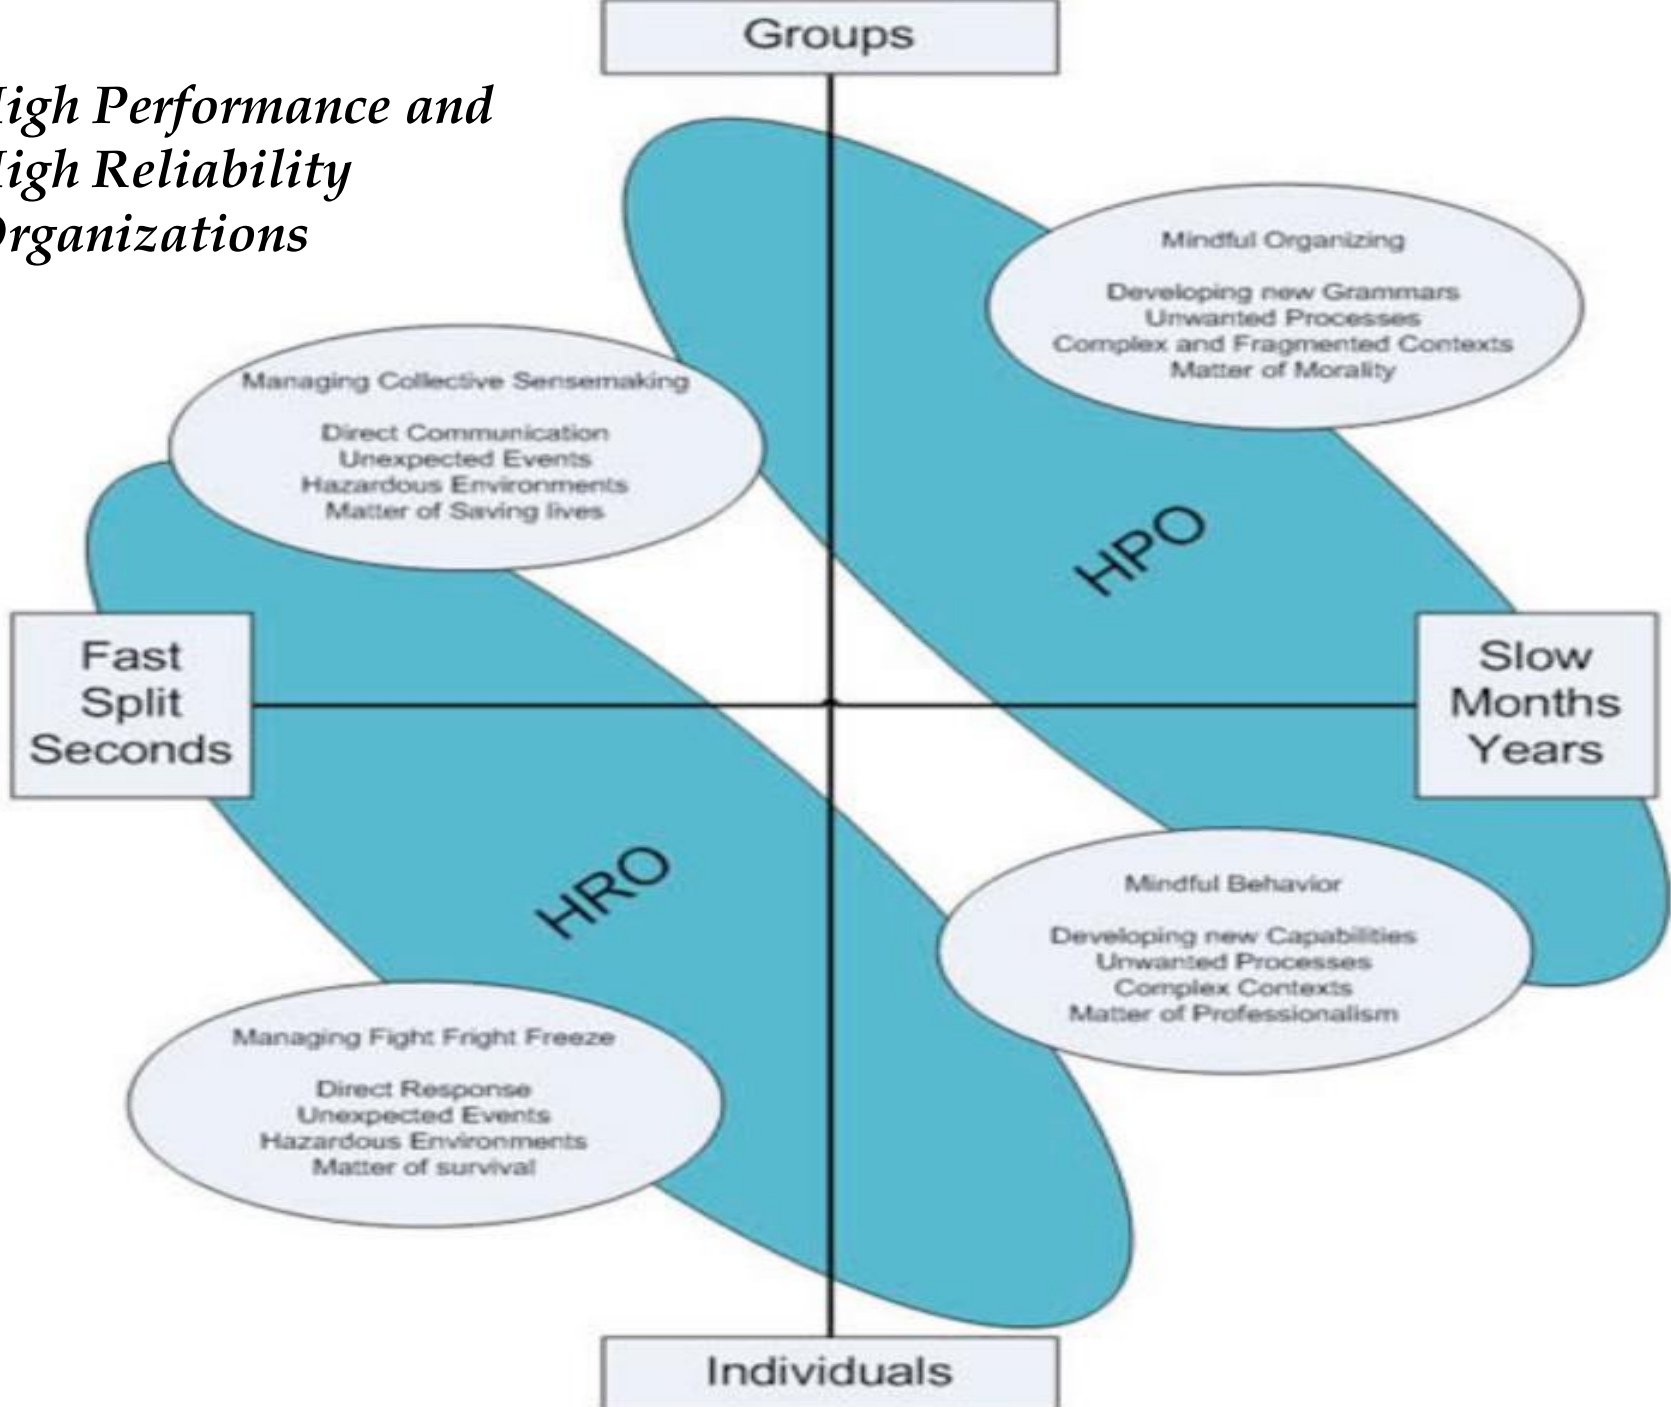 Groups
igh Performance and
igh Reliability
rganizations
Mindful Organizing
Developing new Grammars
Unwanted Processes
Complex and Fragmented Contexts
Matter of Morality
Managing Collective Sensemaking
Direct Communication
Unexpected Events
Hazardous Environments
Matter of Saving lives
HPO
Fast
Split
Seconds
Slow
Months
Years
HRO
Mindful Behavior
Developing new Capabilities
Unwanted Processes
Complex Contexts
Matter of Professionalism
Managing Fight Fright Freeze
Direct Response
Unexpected Events
Hazardous Environments
Matter of survival
Individuals